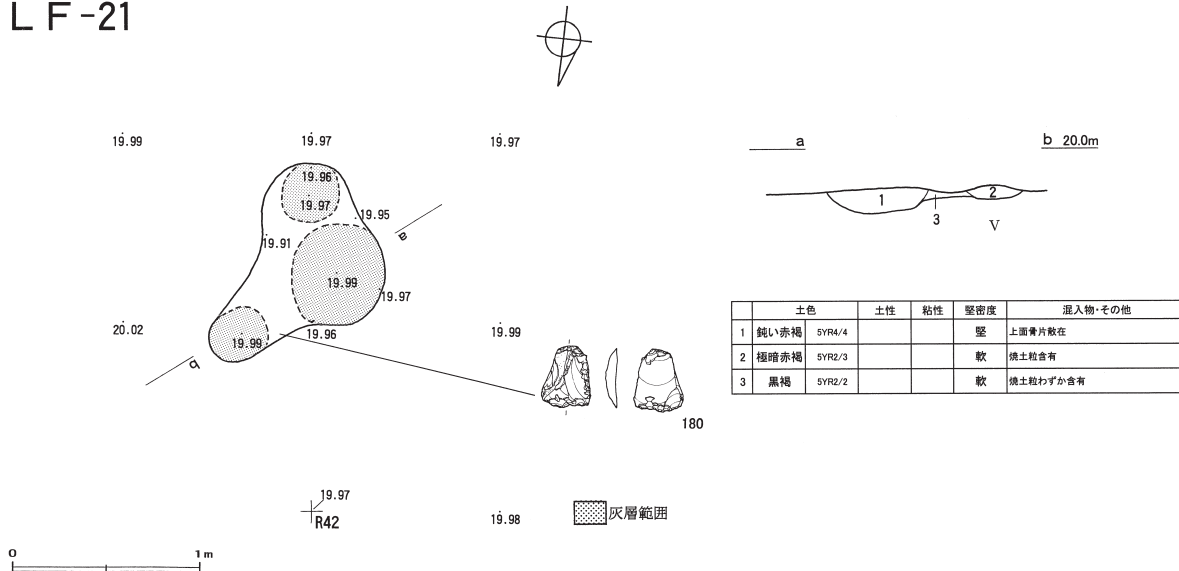 LF-21
19.99 19.97 19.97
19.96
19.97
19.95
a
19.91
19.99
19.97
20.02 19.99
19.96
19.99
b
180
19.97
R42
19.98
灰層範囲
0 1m
a b 20.0m
1 2
3 V
土色 土性 粘性 堅密度 混入物・その他
1 鈍い赤褐 5YR4/4 堅 上面骨片散在
2 極暗赤褐 5YR2/3 軟 焼土粒含有
3 黒褐 5YR2/2 軟 焼土粒わずか含有